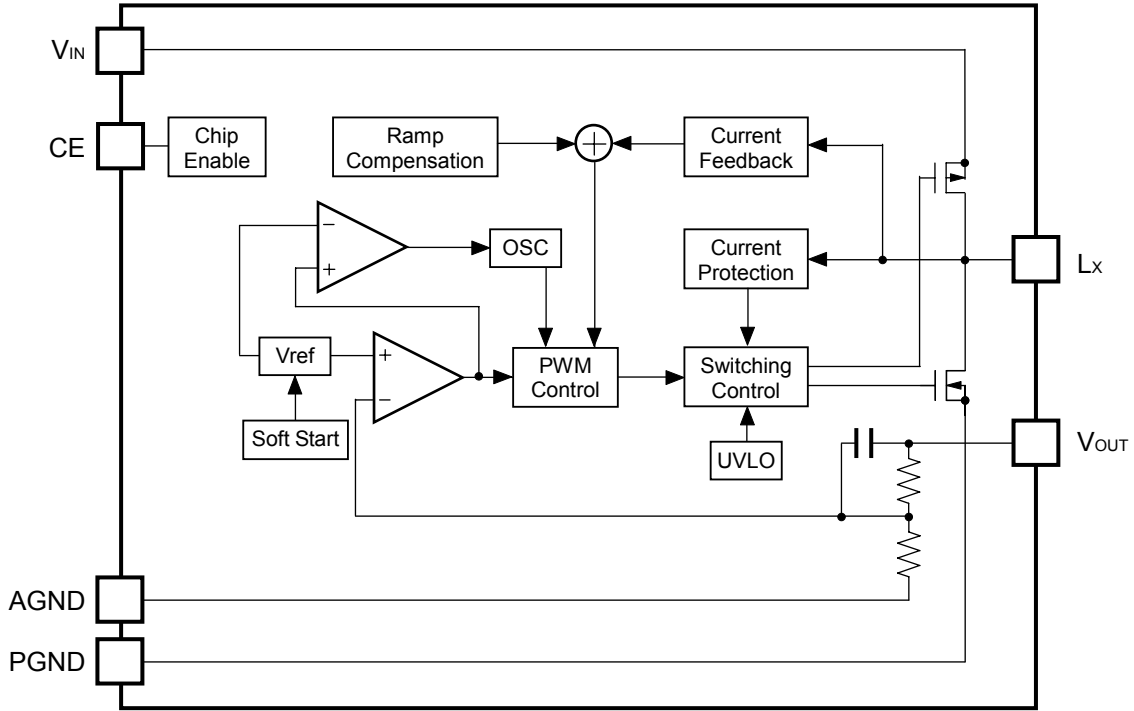 VIN
CE
Chip
Enable
Ramp
Compensation
+
Current
Feedback
−
+
OSC
Current
Protection
LX
Vref
+
−
PWM
Control
Switching
Control
Soft Start
UVLO
VOUT
AGND
PGND